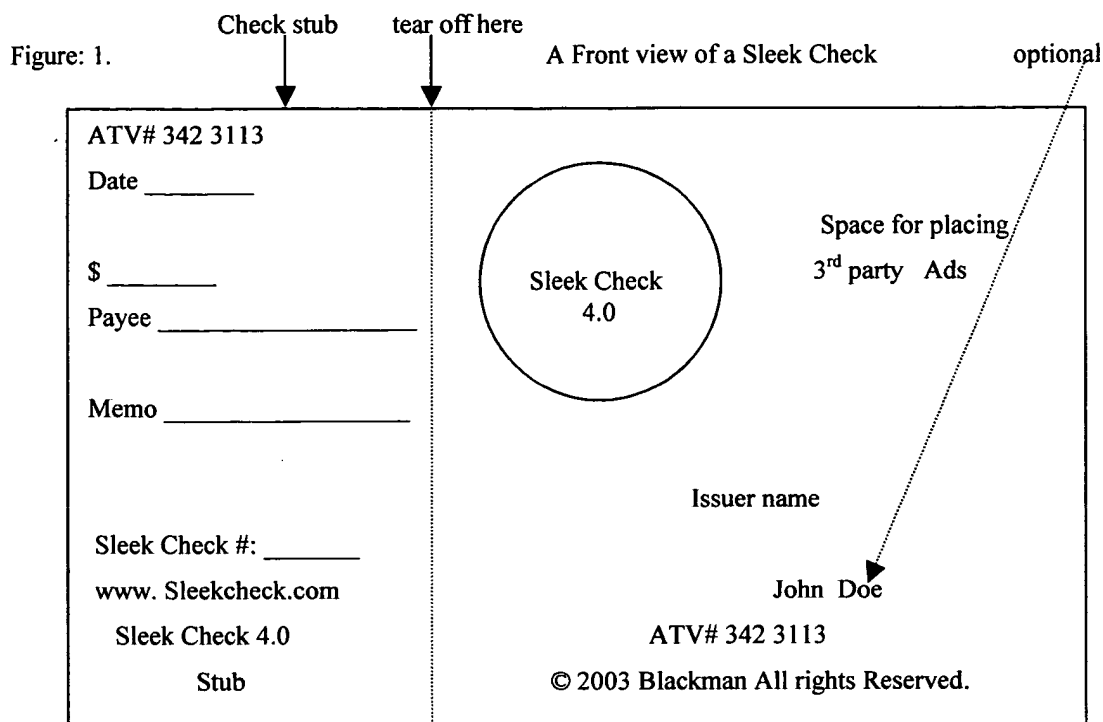 Check stub
tear off here
Figure: 1.
A Front view of a Sleek Check
optional
ATV# 342 3113
Date
$
Payee
Memo
Sleek Check #:
www. Sleekcheck.com
Sleek Check 4.0
Stub
Sleek Check
4.0
Space for placing
3rd party Ads
Issuer name
John Doe
ATV# 342 3113
© 2003 Blackman All rights Reserved.